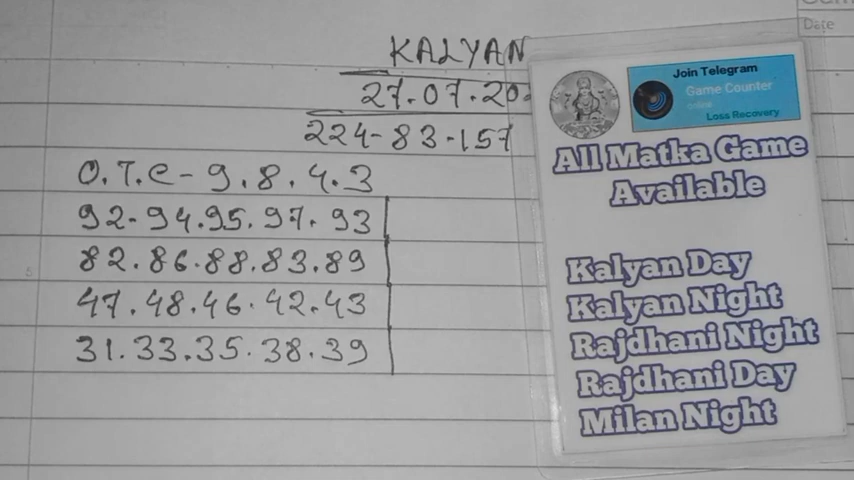 KALYAN
27.07.20
224-83-157
O.T.C- 9.8.4.3
92-94.95.97.93
82.86.88.83.89
47.48.46.42.43
31.33.35.38.39
Date
Join Telegram
Game Counter
online
Loss Recovery
All Matka Game
Available
Kalyan Day
Kalyan Night
Rajdhani Night
Rajdhani Day
Milan Night